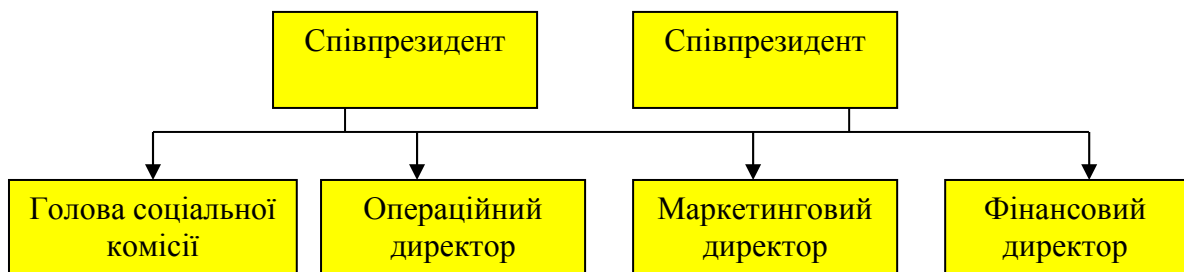 Співпрезидент
Співпрезидент
Голова соціальної
комісії
Операційний
директор
Маркетинговий
директор
Фінансовий
директор